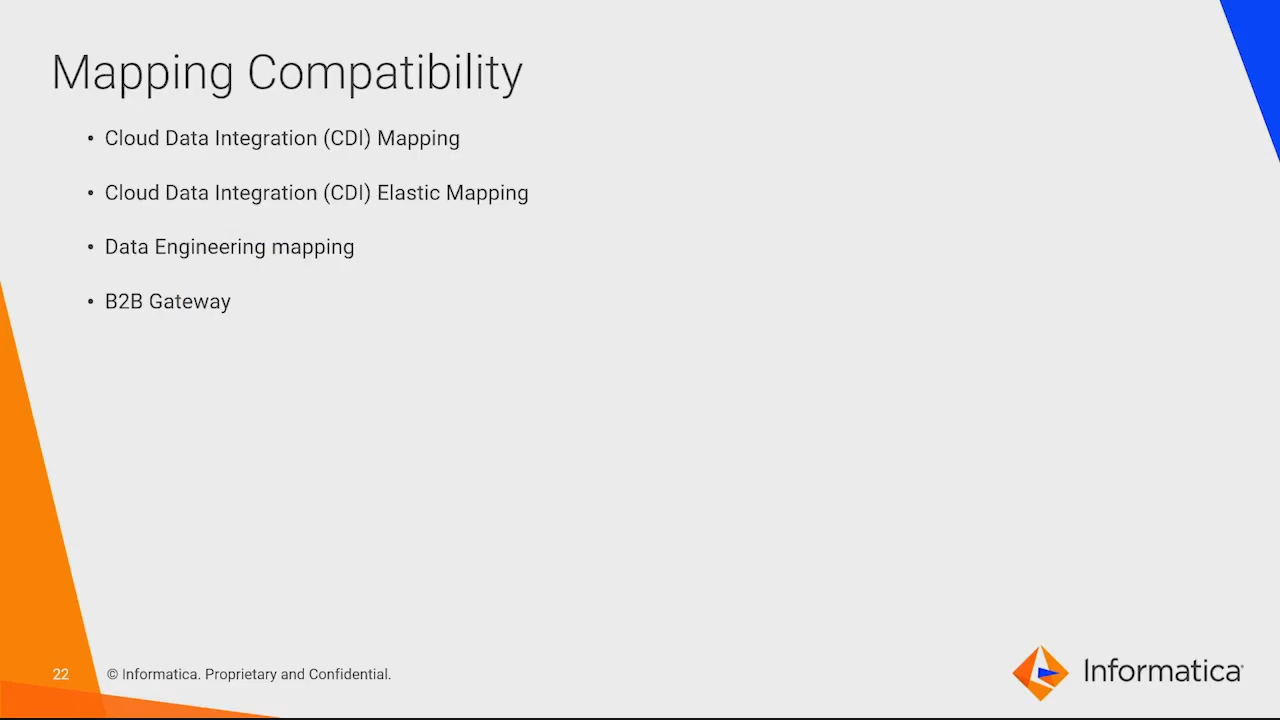 Mapping Compatibility
• Cloud Data Integration (CDI) Mapping
• Cloud Data Integration (CDI) Elastic Mapping
• Data Engineering mapping
• B2B Gateway
22
© Informatica. Proprietary and Confidential.
Informatica